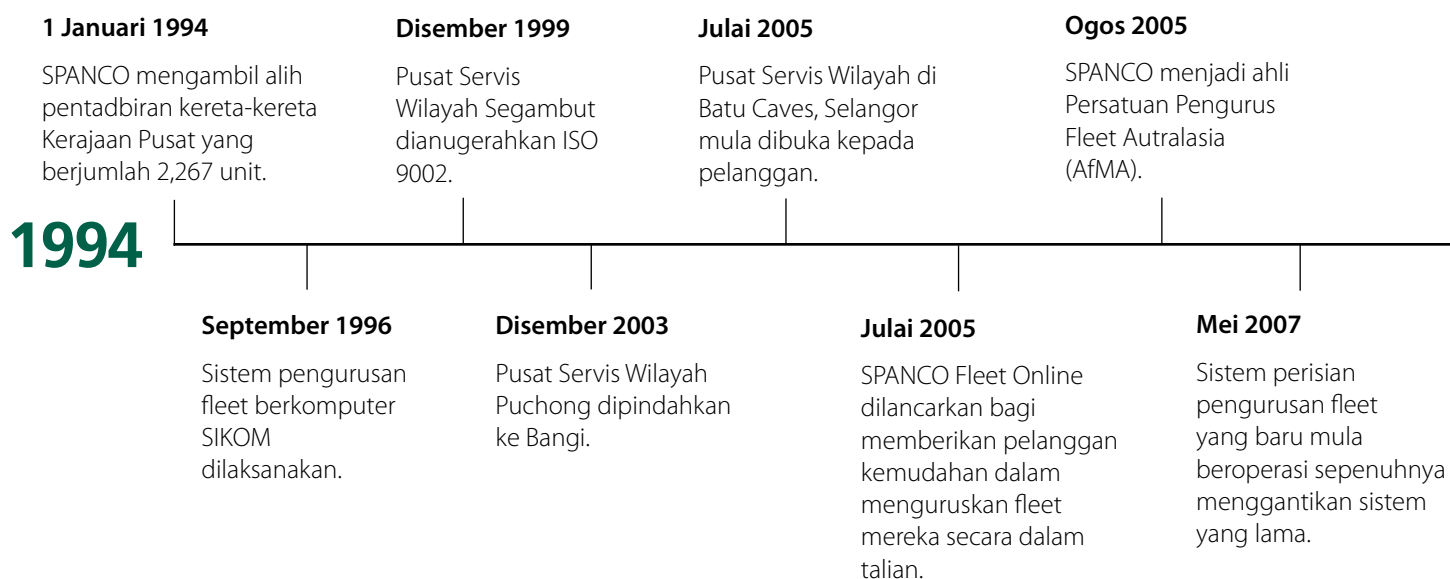 1 Januari 1994
SPANCO mengambil alih
pentadbiran kereta-kereta
Kerajaan Pusat yang
berjumlah 2,267 unit.
Disember 1999
Pusat Servis
Wilayah Segambut
dianugerahkan ISO
9002.
Julai 2005
Pusat Servis Wilayah di
Batu Caves, Selangor
mula dibuka kepada
pelanggan.
Ogos 2005
SPANCO menjadi ahli
Persatuan Pengurus
Fleet Autralasia
(AfMA).
1994
September 1996
Sistem pengurusan
fleet berkomputer
SIKOM
dilaksanakan.
Disember 2003
Pusat Servis Wilayah
Puchong dipindahkan
ke Bangi.
Julai 2005
SPANCO Fleet Online
dilancarkan bagi
memberikan pelanggan
kemudahan dalam
menguruskan fleet
mereka secara dalam
talian.
Mei 2007
Sistem perisian
pengurusan fleet
yang baru mula
beroperasi sepenuhnya
menggantikan sistem
yang lama.